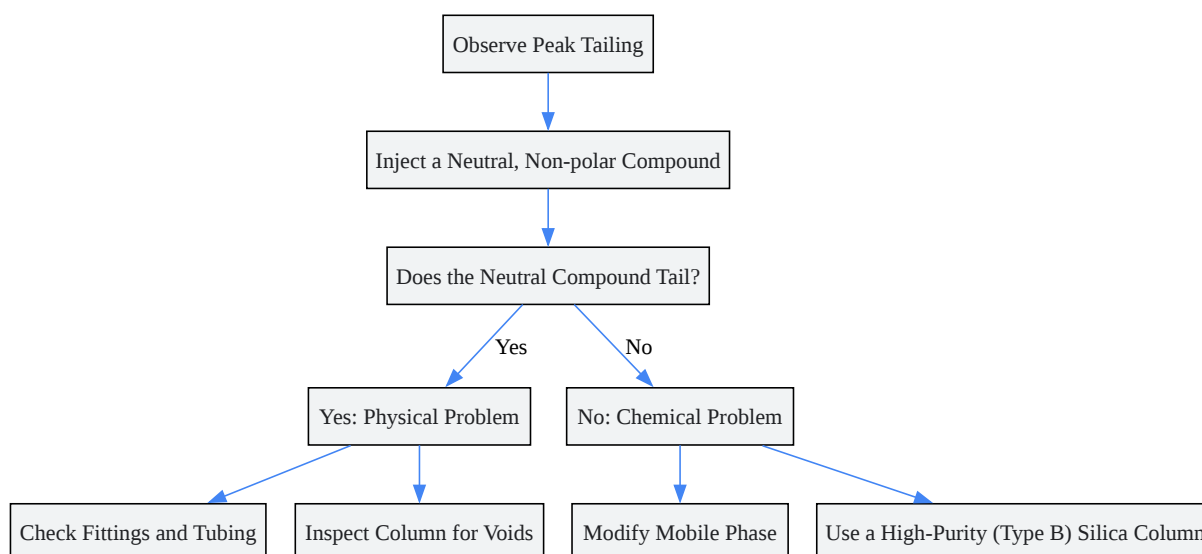 Observe Peak Tailing
Inject a Neutral, Non-polar Compound
Does the Neutral Compound Tail?
Yes
No
Yes: Physical Problem
No: Chemical Problem
Check Fittings and Tubing
Inspect Column for Voids
Modify Mobile Phase
Use a High-Purity (Type B) Silica Column